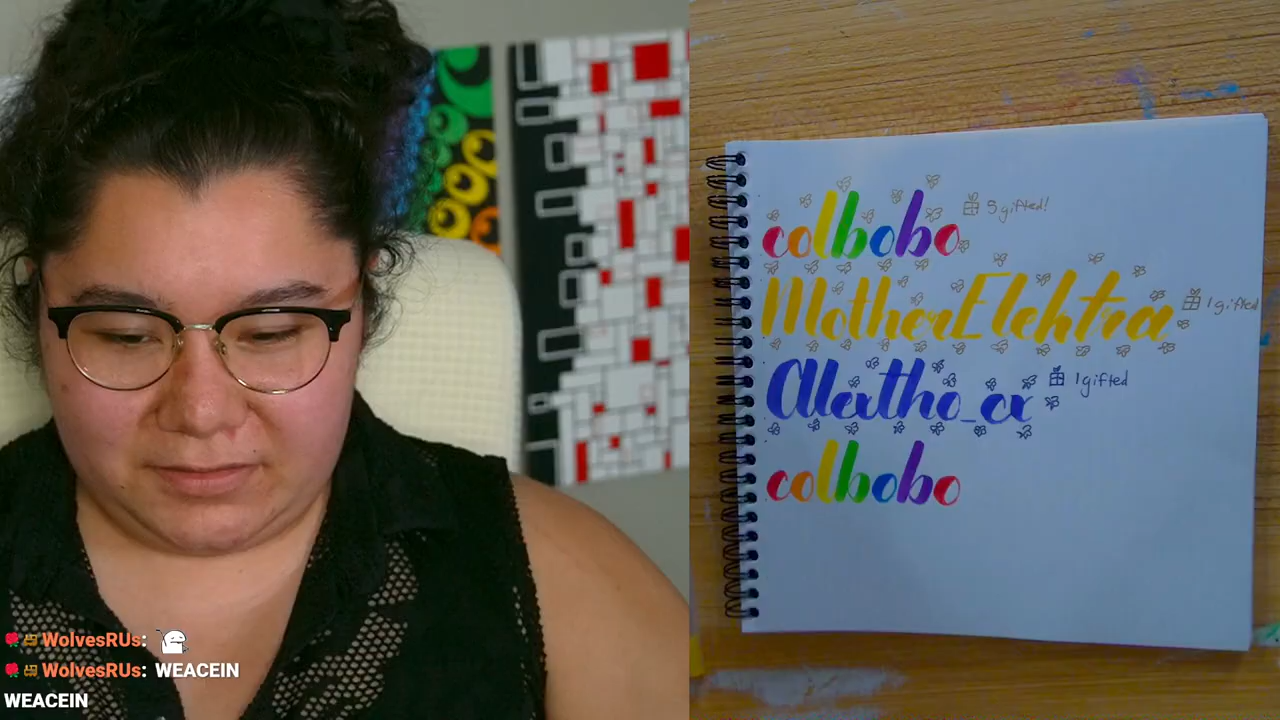 WolvesRUs:
WolvesRUs: WEACEIN
WEACEIN
colbobo 5 gifted!
MotherElektra 1 gifted
Alextho_cx 1 gifted
colbobo